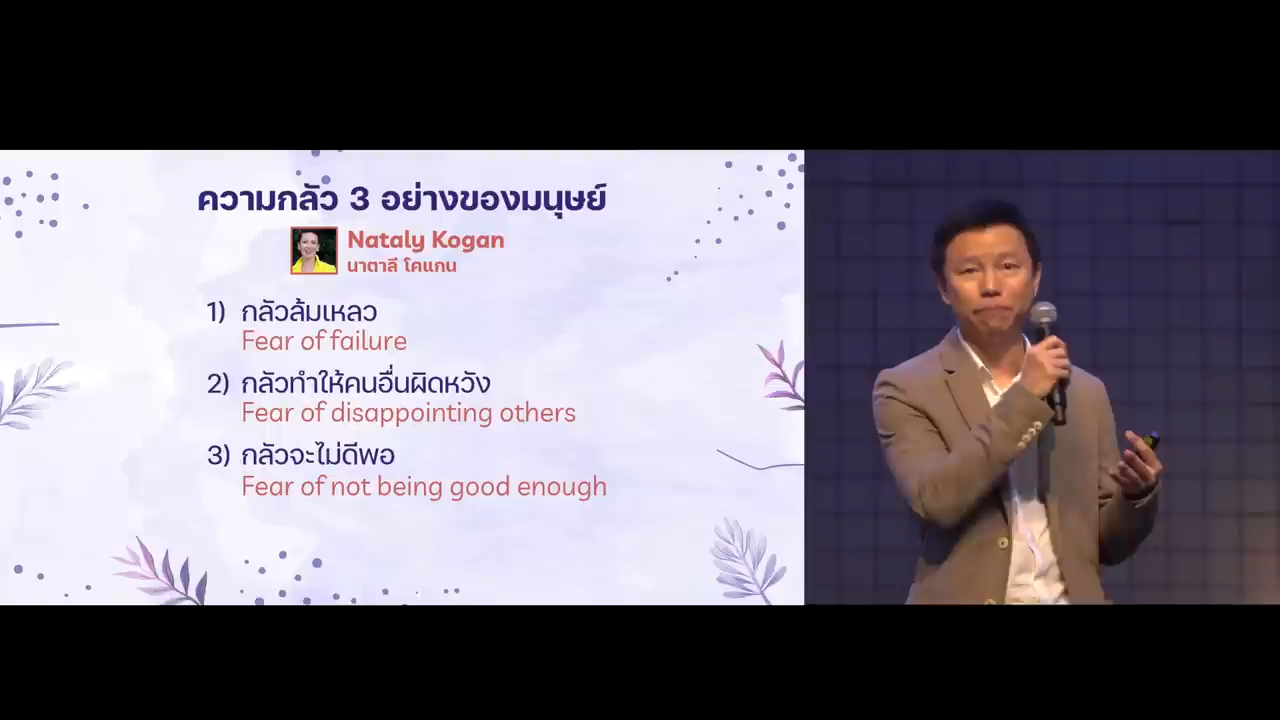 ความกลัว 3 อย่างของมนุษย์
Nataly Kogan
นาตาลี โคแกน
1) กลัวล้มเหลว
Fear of failure
2) กลัวทำให้คนอื่นผิดหวัง
Fear of disappointing others
3) กลัวจะไม่ดีพอ
Fear of not being good enough